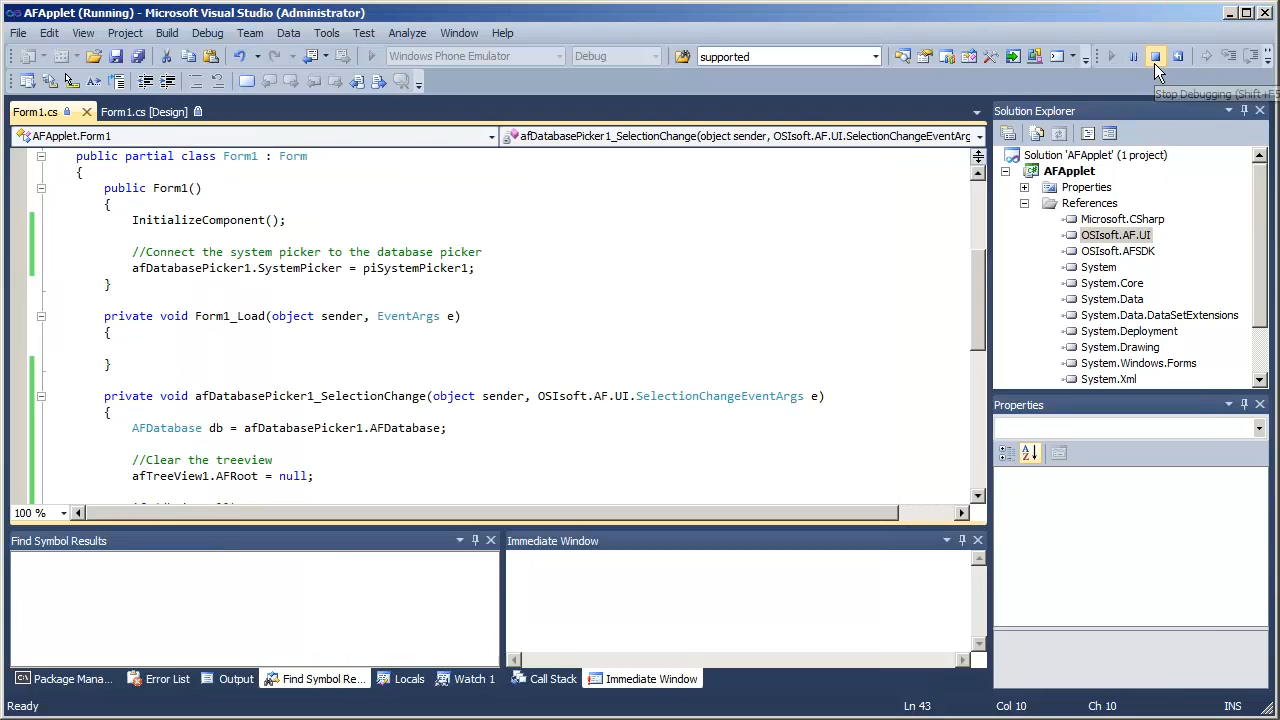 AFApplet (Running) - Microsoft Visual Studio (Administrator)
File Edit View Project Build Debug Team Data Tools Test Analyze Window Help
Windows Phone Emulator Debug supported
Stop Debugging (Shift+F5
Form1.cs Form1.cs [Design]
AFApplet.Form1 afDatabasePicker1_SelectionChange(object sender, OSIsoft.AF.UI.SelectionChangeEventArg
public partial class Form1 : Form
{
public Form1()
{
InitializeComponent();
//Connect the system picker to the database picker
afDatabasePicker1.SystemPicker = piSystemPicker1;
}
private void Form1_Load(object sender, EventArgs e)
{
}
private void afDatabasePicker1_SelectionChange(object sender, OSIsoft.AF.UI.SelectionChangeEventArgs e)
{
AFDatabase db = afDatabasePicker1.AFDatabase;
//Clear the treeview
afTreeView1.AFRoot = null;
100 %
Solution Explorer
Solution 'AFApplet' (1 project)
AFApplet
Properties
References
Microsoft.CSharp
OSIsoft.AF.UI
OSIsoft.AFSDK
System
System.Core
System.Data
System.Data.DataSetExtensions
System.Deployment
System.Drawing
System.Windows.Forms
System.Xml
Properties
Find Symbol Results
Immediate Window
Package Mana... Error List Output Find Symbol Re... Locals Watch 1 Call Stack Immediate Window
Ready Ln 43 Col 10 Ch 10 INS